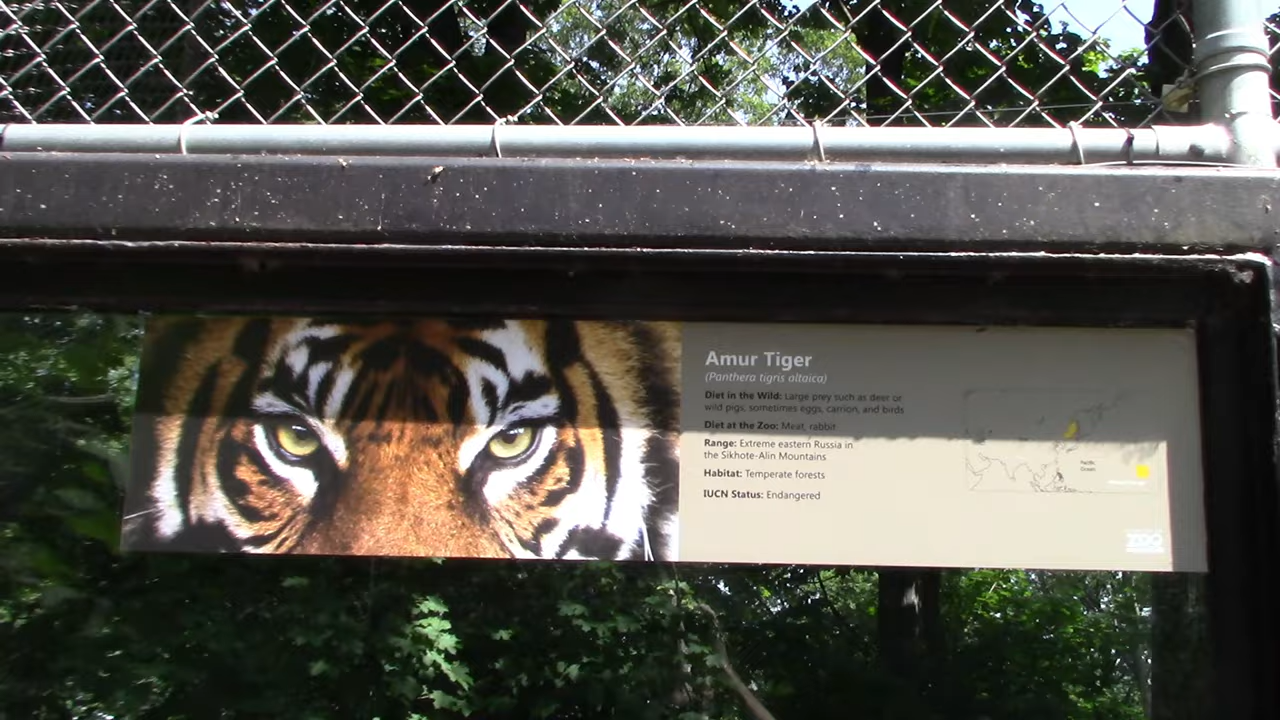 Amur Tiger
(Panthera tigris altaica)
Diet in the Wild: Large prey such as deer or
wild pigs, sometimes eggs, carrion, and birds
Diet at the Zoo: Meat, rabbit
Range: Extreme eastern Russia in
the Sikhote-Alin Mountains
Habitat: Temperate forests
IUCN Status: Endangered
Pacific
Ocean
ZOO